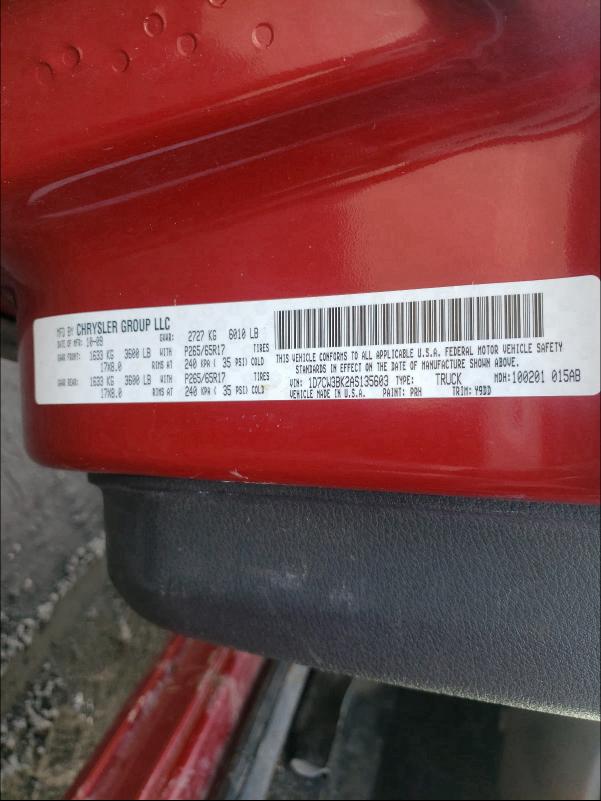 MFD BY CHRYSLER GROUP LLC
DATE OF MFR: 10-09 GVWR: 2727 KG 6010 LB
GAWR FRONT: 1633 KG 3600 LB WITH P265/65R17 TIRES
17X8.0 RIMS AT 240 KPA ( 35 PSI) COLD
GAWR REAR: 1633 KG 3600 LB WITH P265/65R17 TIRES
17X8.0 RIMS AT 240 KPA ( 35 PSI) COLD
THIS VEHICLE CONFORMS TO ALL APPLICABLE U.S.A. FEDERAL MOTOR VEHICLE SAFETY
STANDARDS IN EFFECT ON THE DATE OF MANUFACTURE SHOWN ABOVE.
VIN: 1D7CW3BK2AS135603 TYPE: TRUCK MDH: 100201 015AB
VEHICLE MADE IN U.S.A. PAINT: PRH TRIM: Y9DD